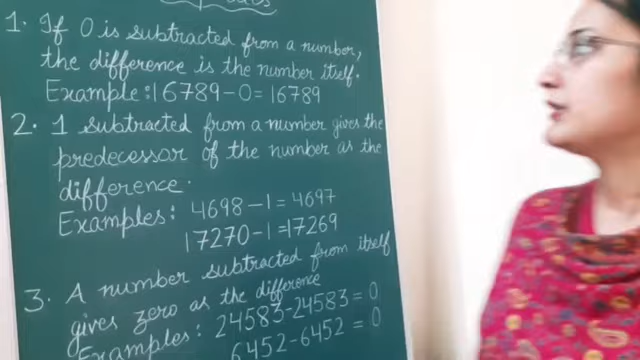 1. If 0 is subtracted from a number,
the difference is the number itself.
Example: 16789 - 0 = 16789
2. 1 subtracted from a number gives the
predecessor of the number as the
difference.
Examples: 4698 - 1 = 4697
17270 - 1 = 17269
3. A number subtracted from itself
gives zero as the difference
Examples: 24583 - 24583 = 0
6452 - 6452 = 0